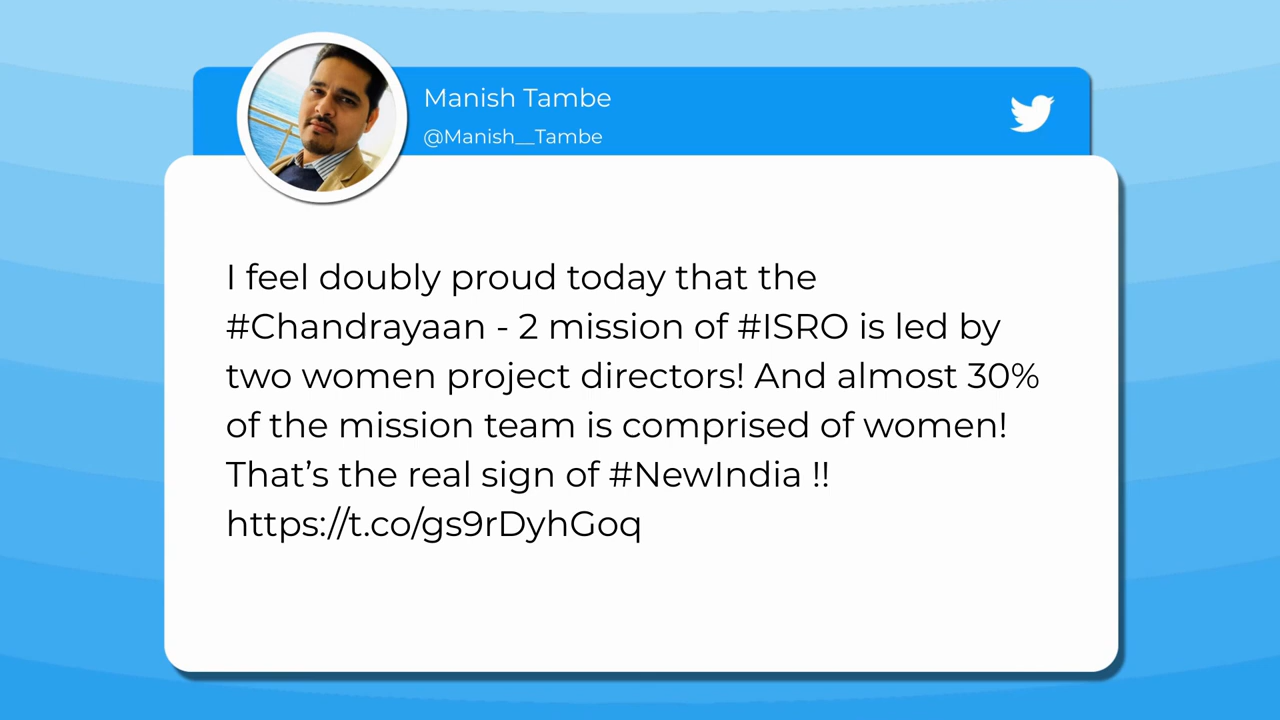 Manish Tambe
@Manish__Tambe
I feel doubly proud today that the
#Chandrayaan - 2 mission of #ISRO is led by
two women project directors! And almost 30%
of the mission team is comprised of women!
That’s the real sign of #NewIndia !!
https://t.co/gs9rDyhGoq